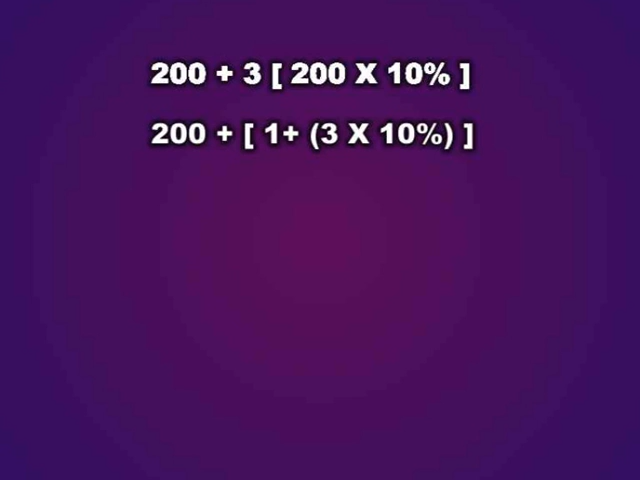 200 + 3 [ 200 X 10% ]
200 + [ 1+ (3 X 10%) ]